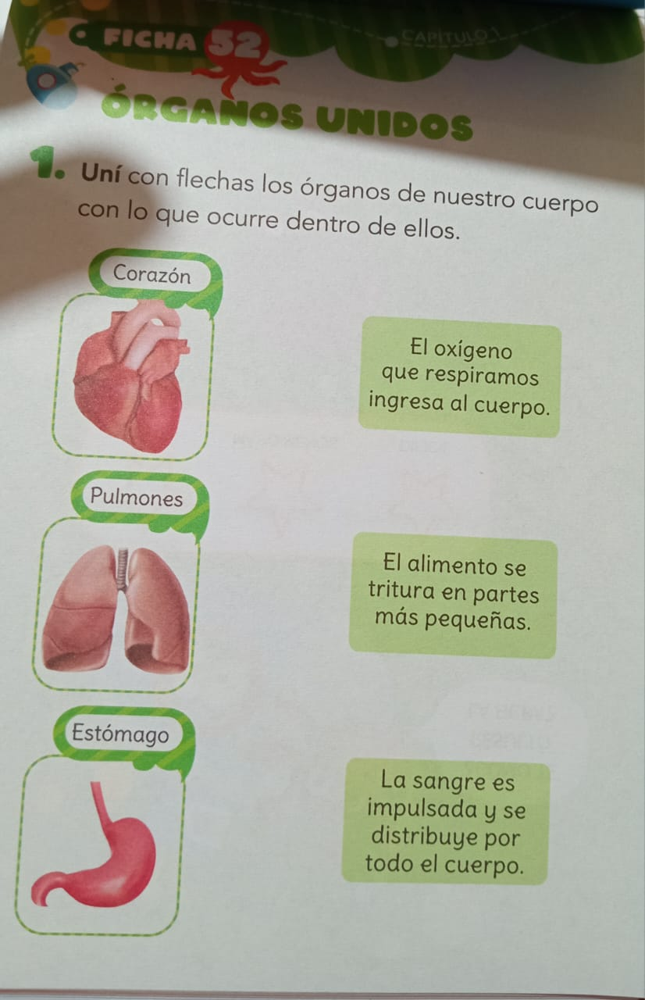 FICHA 52
CAPÍTULO 1
ÓRGANOS UNIDOS
1. Uní con flechas los órganos de nuestro cuerpo
con lo que ocurre dentro de ellos.
Corazón
El oxígeno
que respiramos
ingresa al cuerpo.
Pulmones
El alimento se
tritura en partes
más pequeñas.
Estómago
La sangre es
impulsada y se
distribuye por
todo el cuerpo.